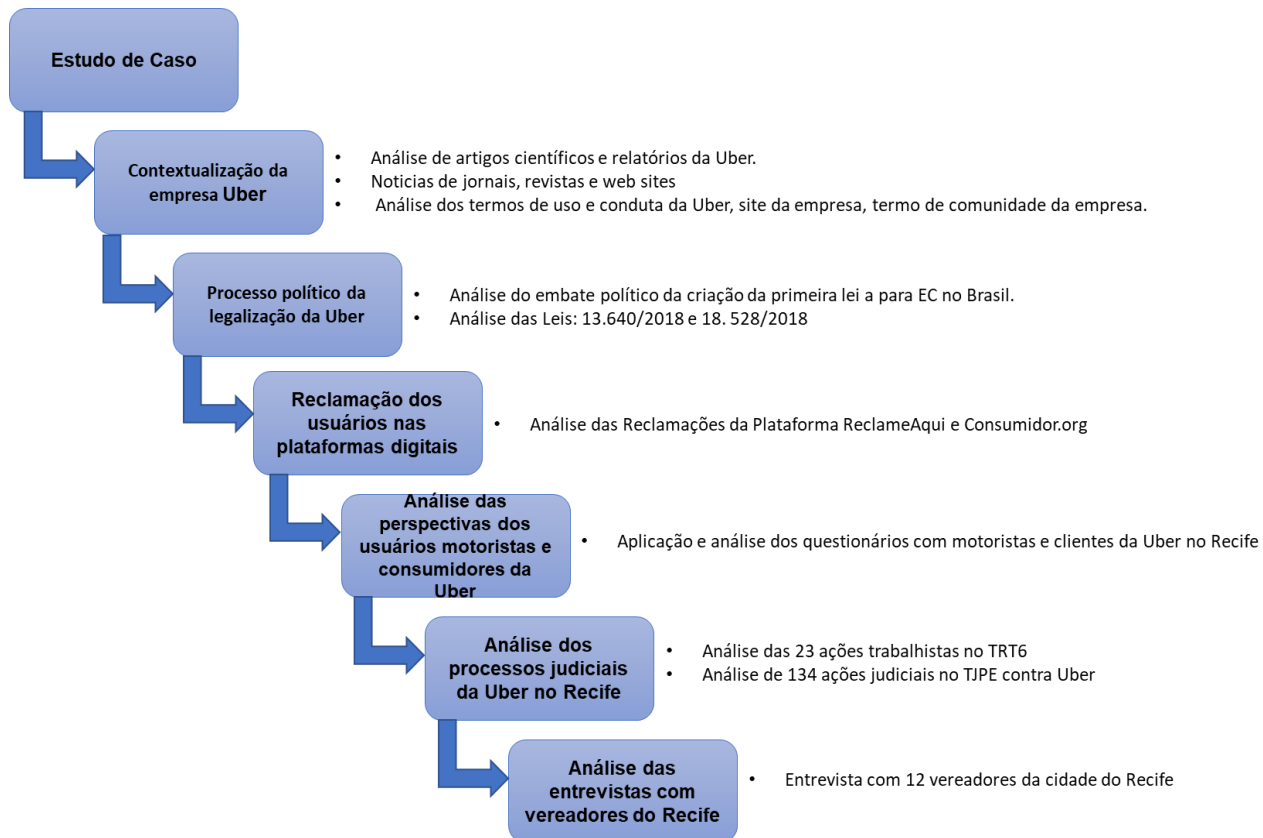 Estudo de Caso
Contextualização da
empresa Uber
• Análise de artigos científicos e relatórios da Uber.
• Noticias de jornais, revistas e web sites
• Análise dos termos de uso e conduta da Uber, site da empresa, termo de comunidade da empresa.
Processo político da
legalização da Uber
• Análise do embate político da criação da primeira lei a para EC no Brasil.
• Análise das Leis: 13.640/2018 e 18. 528/2018
Reclamação dos
usuários nas
plataformas digitais
• Análise das Reclamações da Plataforma ReclameAqui e Consumidor.org
Análise das
perspectivas dos
usuários motoristas e
consumidores da
Uber
• Aplicação e análise dos questionários com motoristas e clientes da Uber no Recife
Análise dos
processos judiciais
da Uber no Recife
• Análise das 23 ações trabalhistas no TRT6
• Análise de 134 ações judiciais no TJPE contra Uber
Análise das
entrevistas com
vereadores do Recife
• Entrevista com 12 vereadores da cidade do Recife